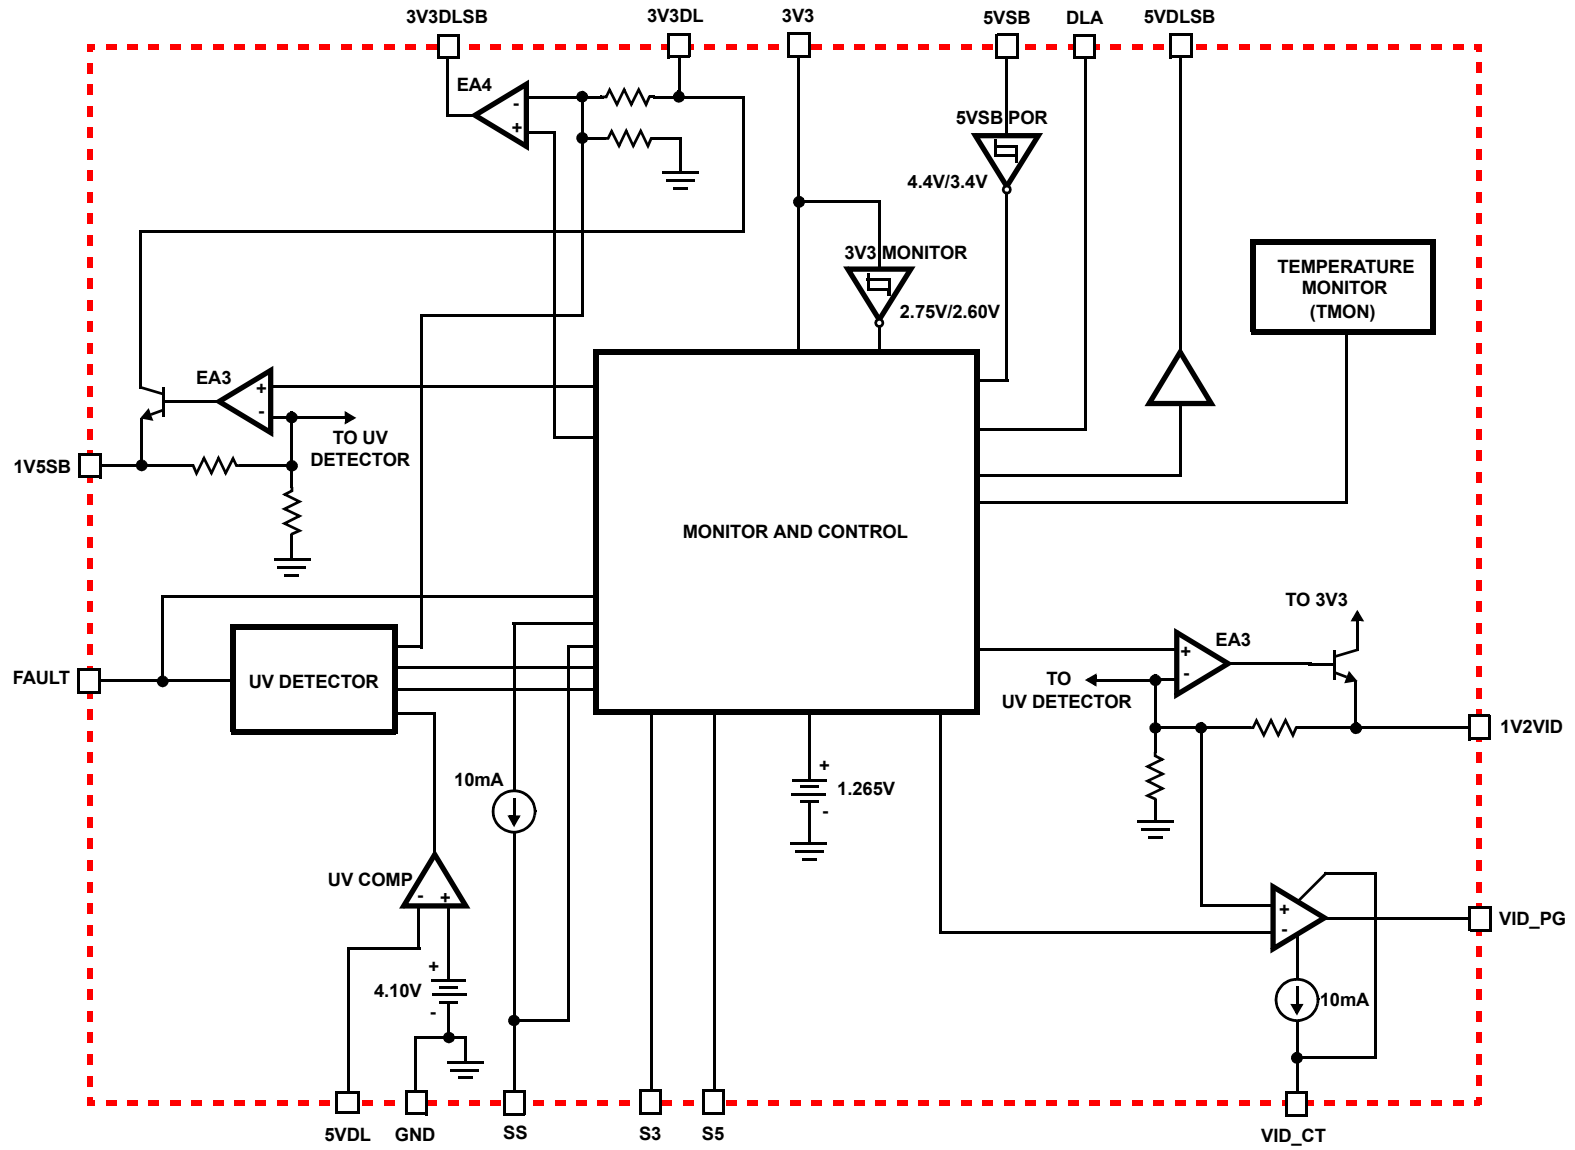 3V3DLSB
3V3DL
3V3
5VSB
DLA
5VDLSB
EA4
-
+
5VSB POR
4.4V/3.4V
3V3 MONITOR
2.75V/2.60V
TEMPERATURE
MONITOR
(TMON)
EA3
+
-
TO UV
DETECTOR
1V5SB
MONITOR AND CONTROL
TO 3V3
EA3
+
-
TO
UV DETECTOR
FAULT
UV DETECTOR
1V2VID
10mA
+
1.265V
-
UV COMP
-
+
+
4.10V
-
+
-
VID_PG
10mA
5VDL
GND
SS
S3
S5
VID_CT